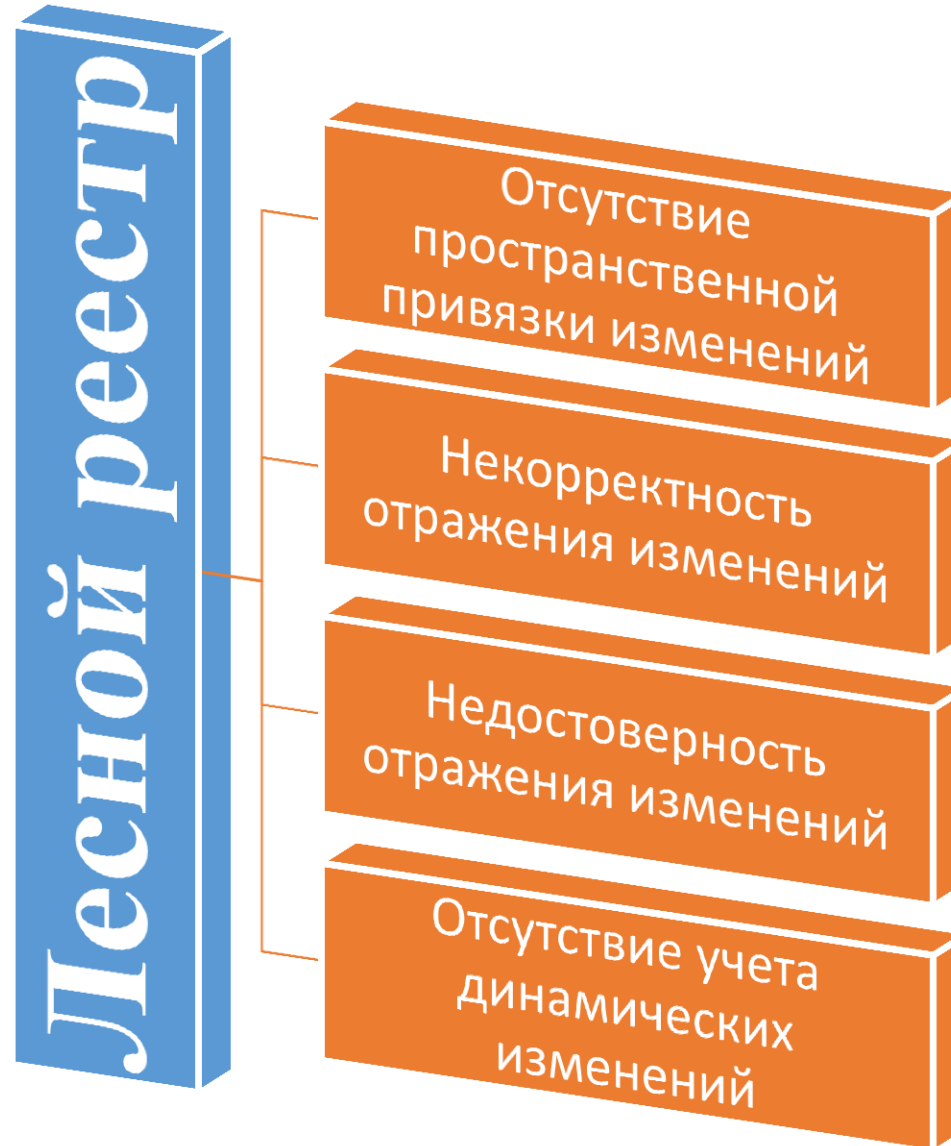 Лесной реестр
Отсутствие
пространственной
привязки изменений
Некорректность
отражения изменений
Недостоверность
отражения изменений
Отсутствие учета
динамических
изменений